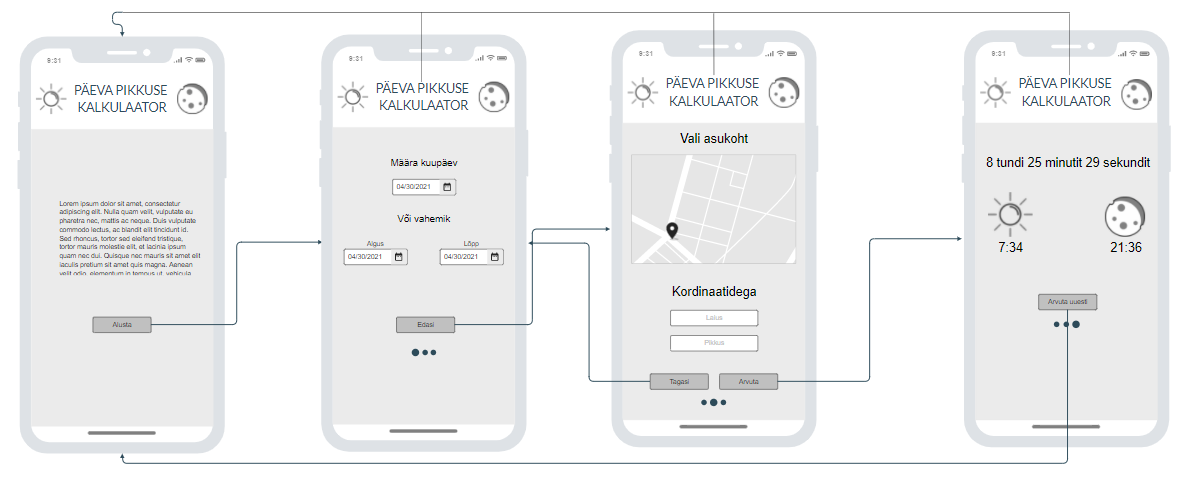 9:31
PÄEVA PIKKUSE
KALKULAATOR
Lorem ipsum dolor sit amet, consectetur
adipiscing elit. Nulla quam velit, vulputate eu
pharetra nec, mattis ac neque. Duis vulputate
commodo lectus, ac blandit elit tincidunt id.
Sed rhoncus, tortor sed eleifend tristique,
tortor mauris molestie elit, et lacinia ipsum
quam nec dui. Quisque nec mauris sit amet elit
iaculis pretium sit amet quis magna. Aenean
velit odio, elementum in tempus ut, vehicula
Alusta
9:31
PÄEVA PIKKUSE
KALKULAATOR
Määra kuupäev
04/30/2021
Või vahemik
Algus Lõpp
04/30/2021 04/30/2021
Edasi
9:31
PÄEVA PIKKUSE
KALKULAATOR
Vali asukoht
Kordinaatidega
Laius
Pikkus
Tagasi Arvuta
9:31
PÄEVA PIKKUSE
KALKULAATOR
8 tundi 25 minutit 29 sekundit
7:34 21:36
Arvuta uuesti